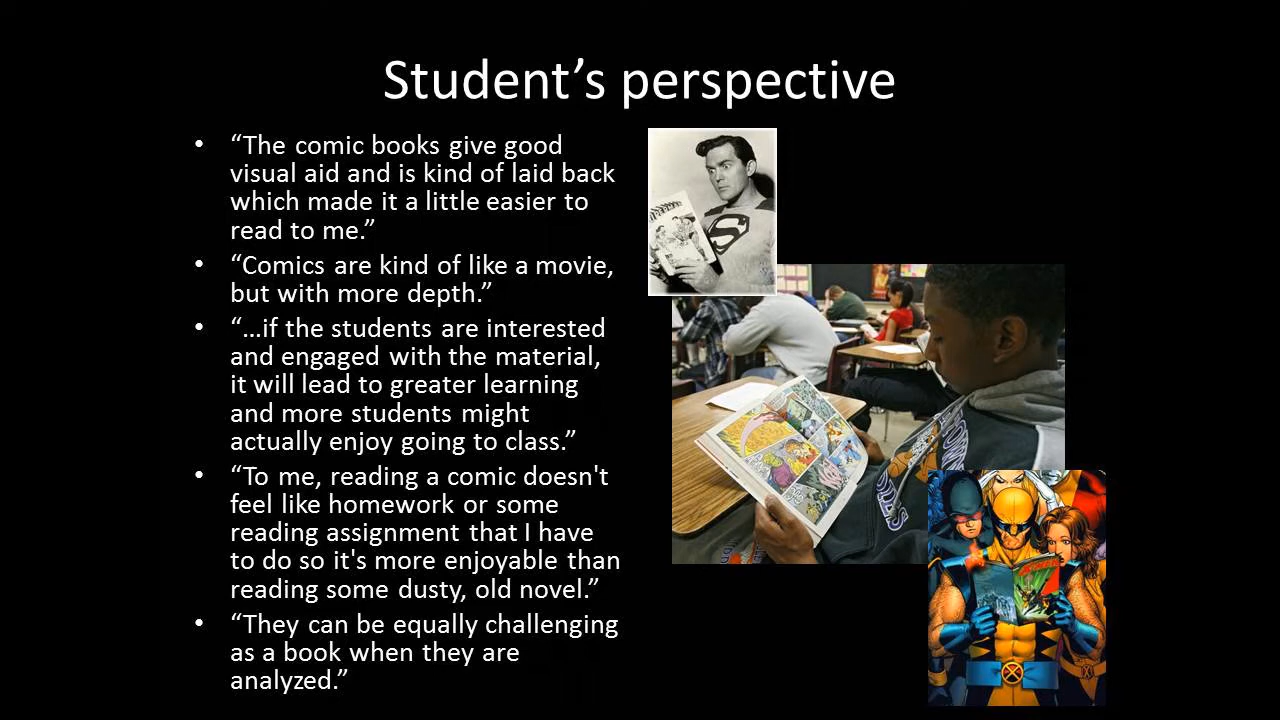 Student’s perspective
• “The comic books give good
visual aid and is kind of laid back
which made it a little easier to
read to me.”
• “Comics are kind of like a movie,
but with more depth.”
• “...if the students are interested
and engaged with the material,
it will lead to greater learning
and more students might
actually enjoy going to class.”
• “To me, reading a comic doesn't
feel like homework or some
reading assignment that I have
to do so it's more enjoyable than
reading some dusty, old novel.”
• “They can be equally challenging
as a book when they are
analyzed.”